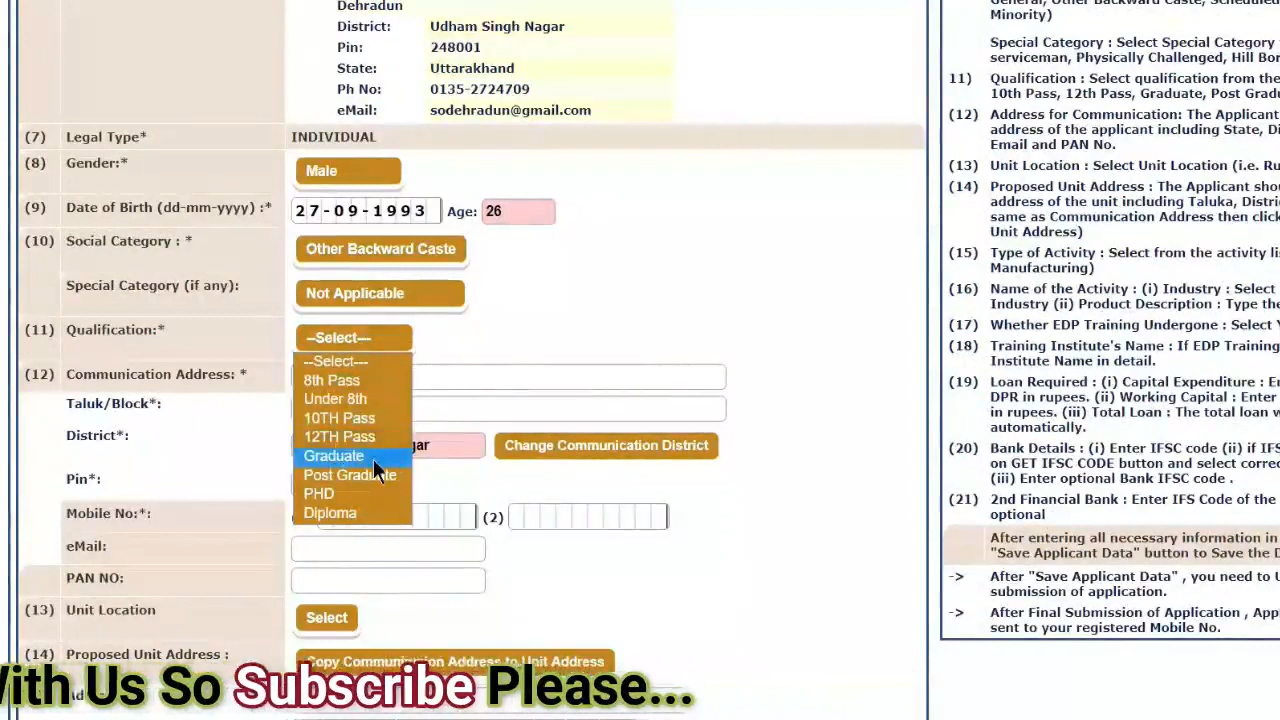 Dehradun
District: Udham Singh Nagar
Pin: 248001
State: Uttarakhand
Ph No: 0135-2724709
eMail: sodehradun@gmail.com
(7) Legal Type* INDIVIDUAL
(8) Gender:* Male
(9) Date of Birth (dd-mm-yyyy) :* 27-09-1993 Age: 26
(10) Social Category : * Other Backward Caste
Special Category (if any): Not Applicable
(11) Qualification:* --Select---
--Select---
8th Pass
Under 8th
10TH Pass
12TH Pass
Graduate
Post Graduate
PHD
Diploma
(12) Communication Address: *
Taluk/Block*:
District*: gar Change Communication District
Pin*:
Mobile No:*: (2)
eMail:
PAN NO:
(13) Unit Location Select
(14) Proposed Unit Address : Copy Communication Address to Unit Address
Ad
With Us So Subscribe Please...
General, Other Backward Caste, Scheduled
Minority)
Special Category : Select Special Category
serviceman, Physically Challenged, Hill Bor
11) Qualification : Select qualification from the
10th Pass, 12th Pass, Graduate, Post Gradu
(12) Address for Communication: The Applicant
address of the applicant including State, Di
Email and PAN No.
(13) Unit Location : Select Unit Location (i.e. Ru
(14) Proposed Unit Address : The Applicant shou
address of the unit including Taluka, Distric
same as Communication Address then click
Unit Address)
(15) Type of Activity : Select from the activity lis
Manufacturing)
(16) Name of the Activity : (i) Industry : Select
Industry (ii) Product Description : Type the
(17) Whether EDP Training Undergone : Select Y
(18) Training Institute's Name : If EDP Training
Institute Name in detail.
(19) Loan Required : (i) Capital Expenditure : En
DPR in rupees. (ii) Working Capital : Enter
in rupees. (iii) Total Loan : The total loan w
automatically.
(20) Bank Details : (i) Enter IFSC code (ii) if IFS
on GET IFSC CODE button and select correc
(iii) Enter optional Bank IFSC code .
(21) 2nd Financial Bank : Enter IFS Code of the
optional
After entering all necessary information in
"Save Applicant Data" button to Save the D
-> After "Save Applicant Data" , you need to U
submission of application.
-> After Final Submission of Application , Appl
sent to your registered Mobile No.